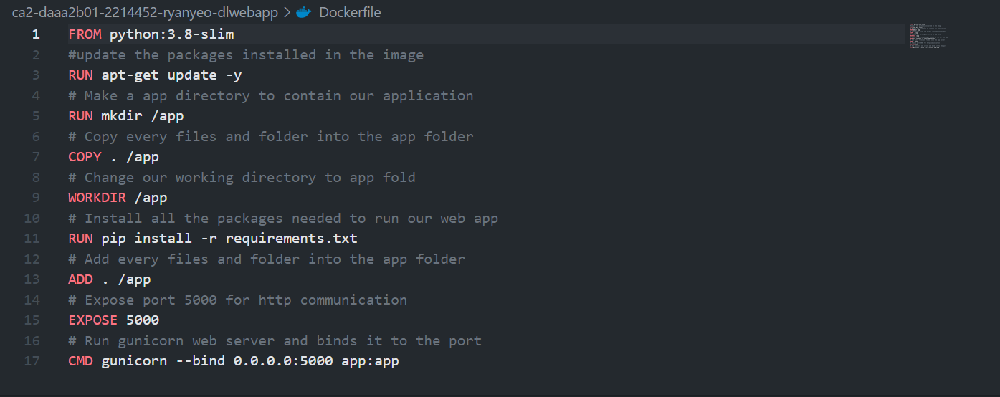 ca2-daaa2b01-2214452-ryanyeo-dlwebapp > Dockerfile
1 FROM python:3.8-slim
2 #update the packages installed in the image
3 RUN apt-get update -y
4 # Make a app directory to contain our application
5 RUN mkdir /app
6 # Copy every files and folder into the app folder
7 COPY . /app
8 # Change our working directory to app fold
9 WORKDIR /app
10 # Install all the packages needed to run our web app
11 RUN pip install -r requirements.txt
12 # Add every files and folder into the app folder
13 ADD . /app
14 # Expose port 5000 for http communication
15 EXPOSE 5000
16 # Run gunicorn web server and binds it to the port
17 CMD gunicorn --bind 0.0.0.0:5000 app:app